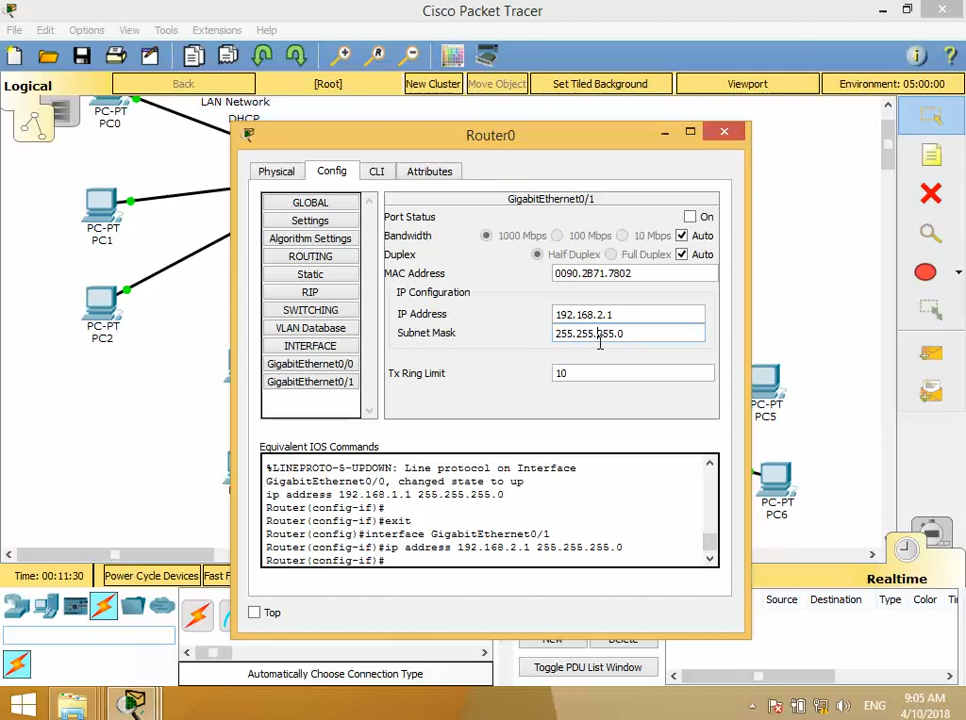 Cisco Packet Tracer
File Edit Options View Tools Extensions Help
Logical
Back
[Root]
New Cluster
Move Object
Set Tiled Background
Viewport
Environment: 05:00:00
LAN Network
DHCP
PC-PT
PC0
PC-PT
PC1
PC-PT
PC2
PC-PT
PC5
PC-PT
PC6
Router0
Physical Config CLI Attributes
GLOBAL
Settings
Algorithm Settings
ROUTING
Static
RIP
SWITCHING
VLAN Database
INTERFACE
GigabitEthernet0/0
GigabitEthernet0/1
GigabitEthernet0/1
Port Status On
Bandwidth 1000 Mbps 100 Mbps 10 Mbps Auto
Duplex Half Duplex Full Duplex Auto
MAC Address 0090.2B71.7802
IP Configuration
IP Address 192.168.2.1
Subnet Mask 255.255.255.0
Tx Ring Limit 10
Equivalent IOS Commands
%LINEPROTO-5-UPDOWN: Line protocol on Interface
GigabitEthernet0/0, changed state to up
ip address 192.168.1.1 255.255.255.0
Router(config-if)#
Router(config-if)#exit
Router(config)#interface GigabitEthernet0/1
Router(config-if)#ip address 192.168.2.1 255.255.255.0
Router(config-if)#
Top
Time: 00:11:30 Power Cycle Devices Fast F
Realtime
Source Destination Type Color
New Delete
Toggle PDU List Window
Automatically Choose Connection Type
ENG
9:05 AM
4/10/2018